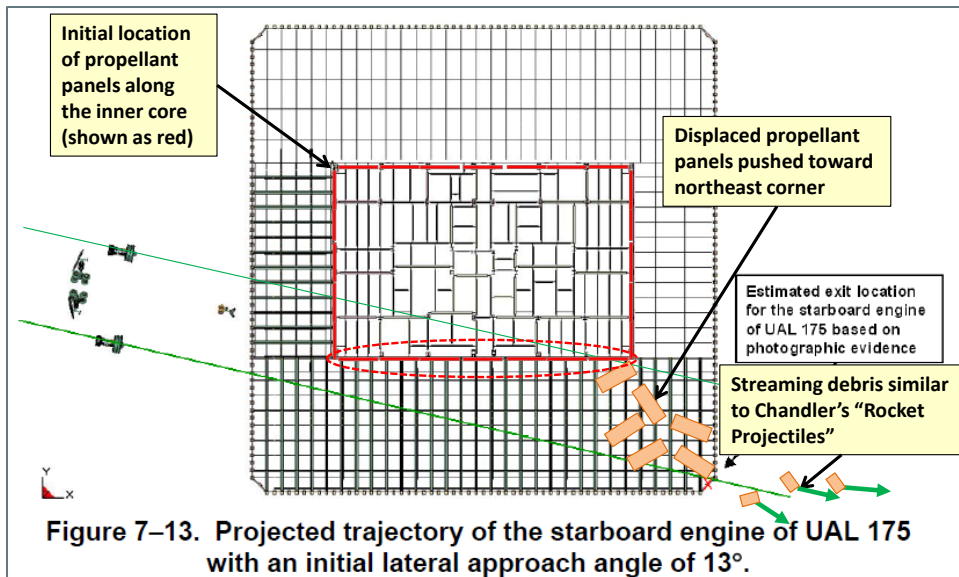 Initial location
of propellant
panels along
the inner core
(shown as red)
Displaced propellant
panels pushed toward
northeast corner
Estimated exit location
for the starboard engine
of UAL 175 based on
photographic evidence
Streaming debris similar
to Chandler's “Rocket
Projectiles”
Y
X
Figure 7–13. Projected trajectory of the starboard engine of UAL 175
with an initial lateral approach angle of 13°.